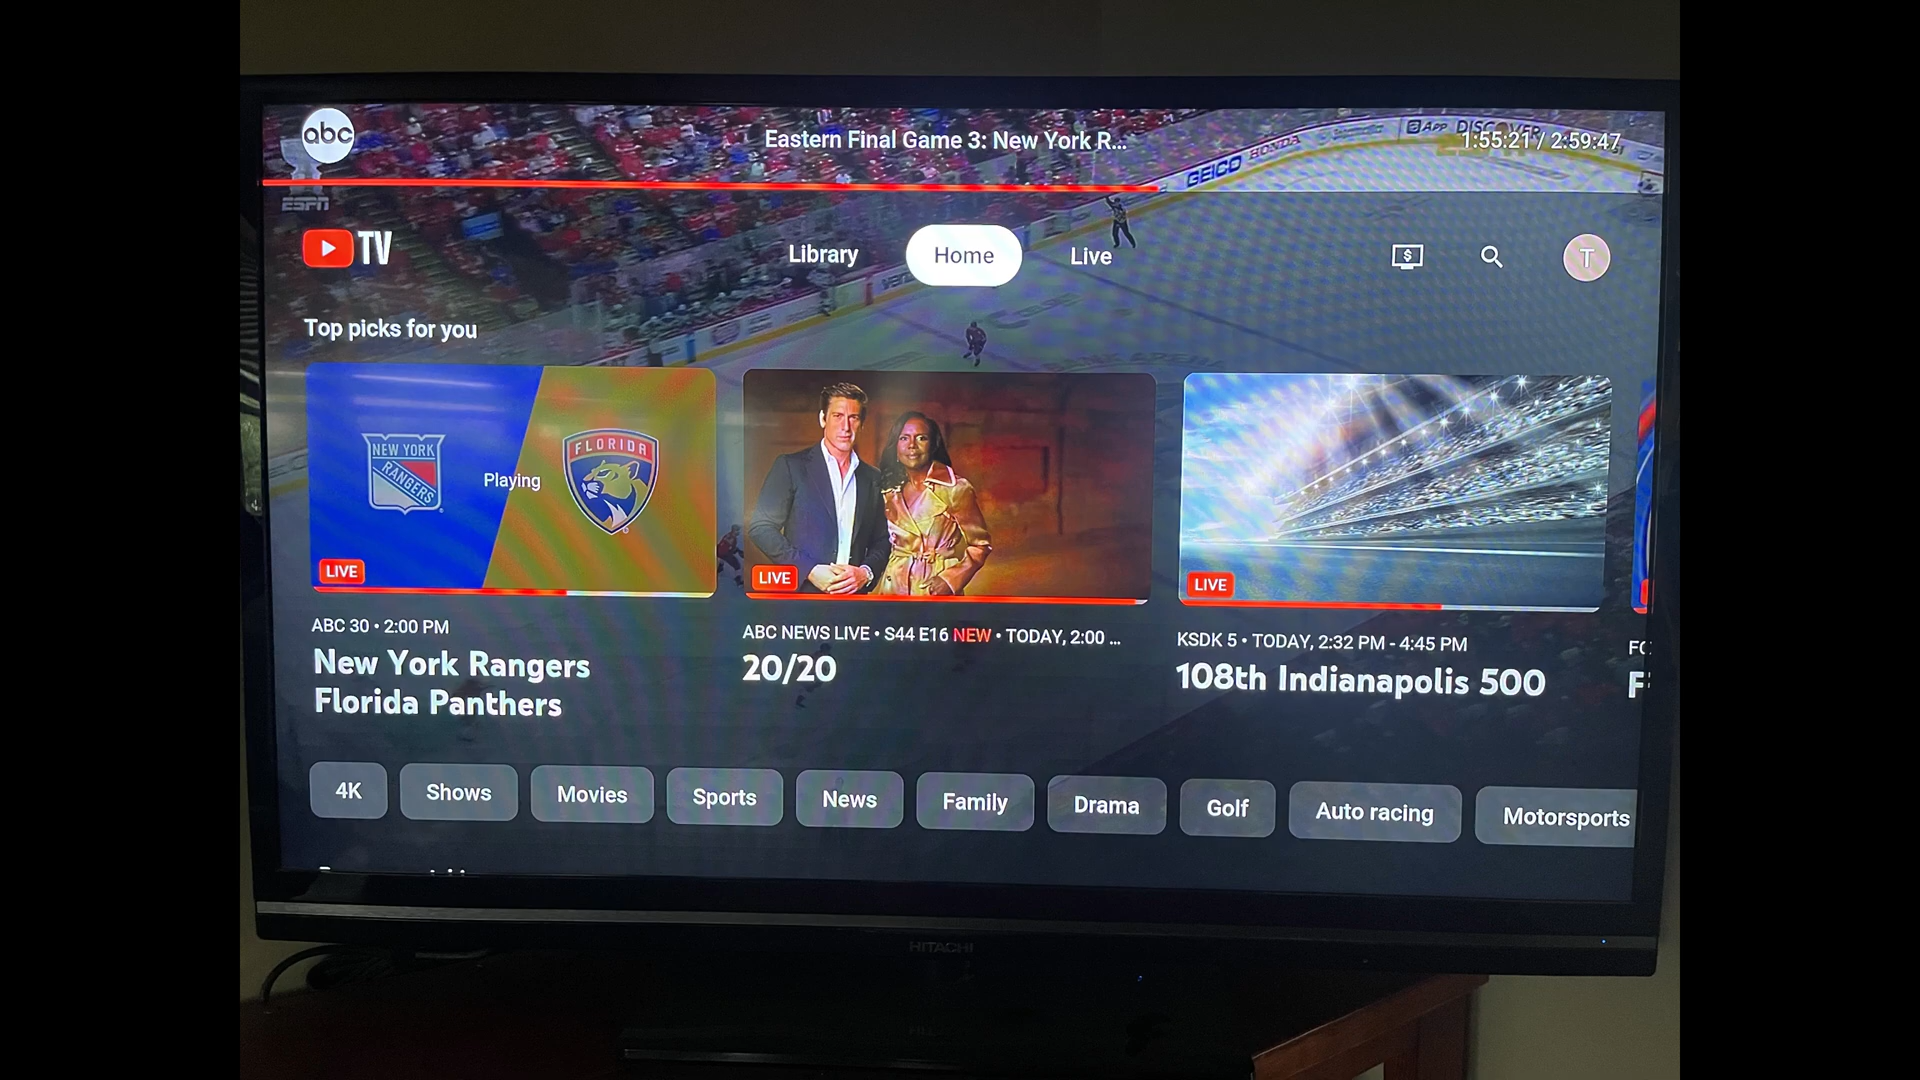 abc
Eastern Final Game 3: New York R...
1:55:21 / 2:59:47
GEICO
HONDA
APP
DISCOVER
ESPN
TV
Library
Home
Live
$
T
Top picks for you
NEW YORK
RANGERS
Playing
FLORIDA
LIVE
LIVE
LIVE
ABC 30 • 2:00 PM
New York Rangers
Florida Panthers
ABC NEWS LIVE • S44 E16 NEW • TODAY, 2:00 ...
20/20
KSDK 5 • TODAY, 2:32 PM - 4:45 PM
108th Indianapolis 500
4K
Shows
Movies
Sports
News
Family
Drama
Golf
Auto racing
Motorsports
HITACHI